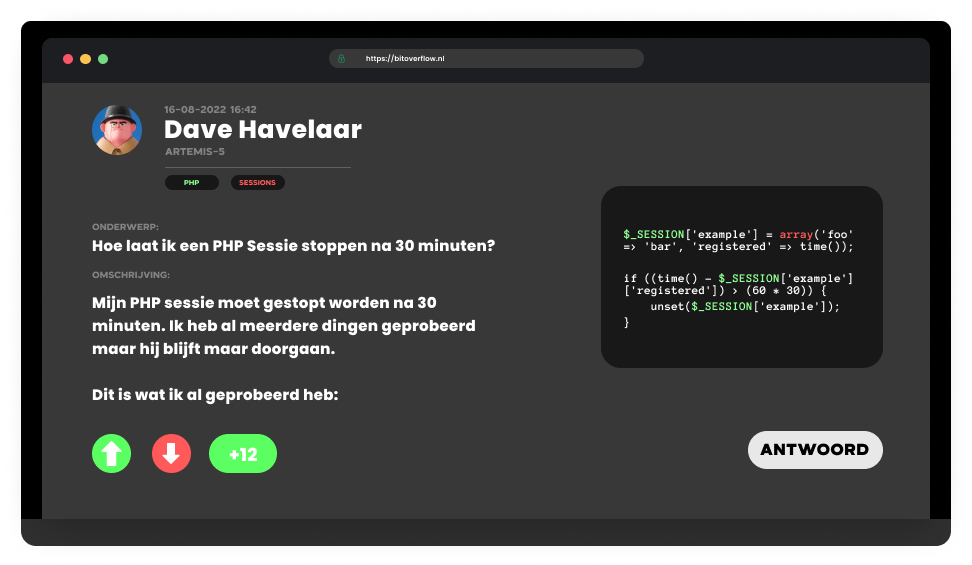 https://bitoverflow.nl
16-08-2022 16:42
Dave Havelaar
ARTEMIS-5
PHP
SESSIONS
ONDERWERP:
Hoe laat ik een PHP Sessie stoppen na 30 minuten?
OMSCHRIJVING:
Mijn PHP sessie moet gestopt worden na 30
minuten. Ik heb al meerdere dingen geprobeerd
maar hij blijft maar doorgaan.
Dit is wat ik al geprobeerd heb:
$_SESSION['example'] = array('foo'
=> 'bar', 'registered' => time());
if ((time() - $_SESSION['example']
['registered']) > (60 * 30)) {
unset($_SESSION['example']);
}
+12
ANTWOORD